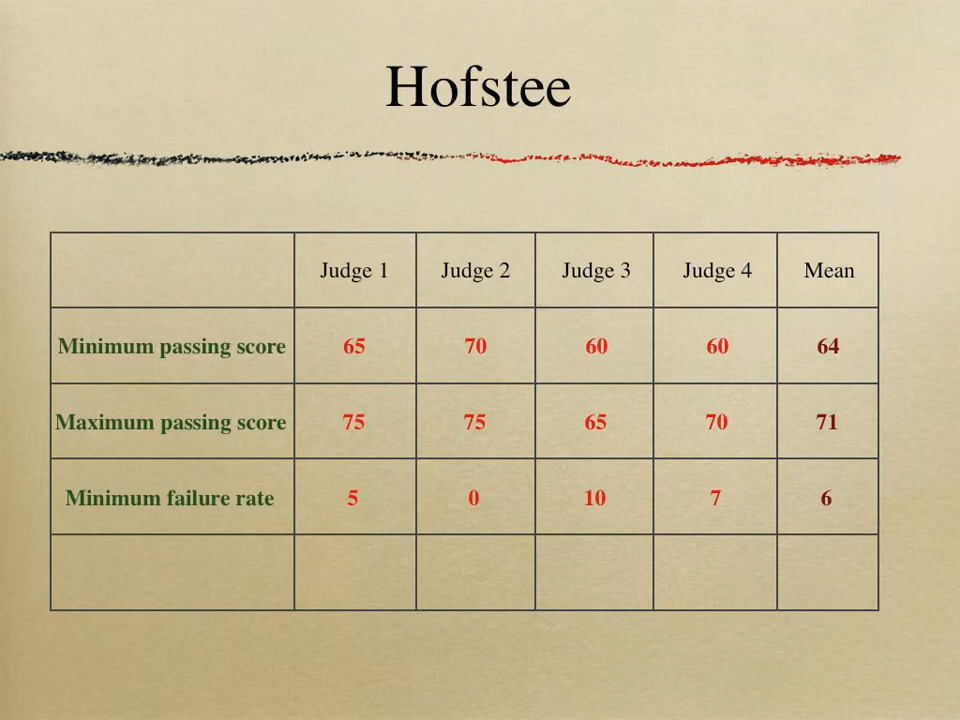 Hofstee
Judge 1 Judge 2 Judge 3 Judge 4 Mean
Minimum passing score 65 70 60 60 64
Maximum passing score 75 75 65 70 71
Minimum failure rate 5 0 10 7 6